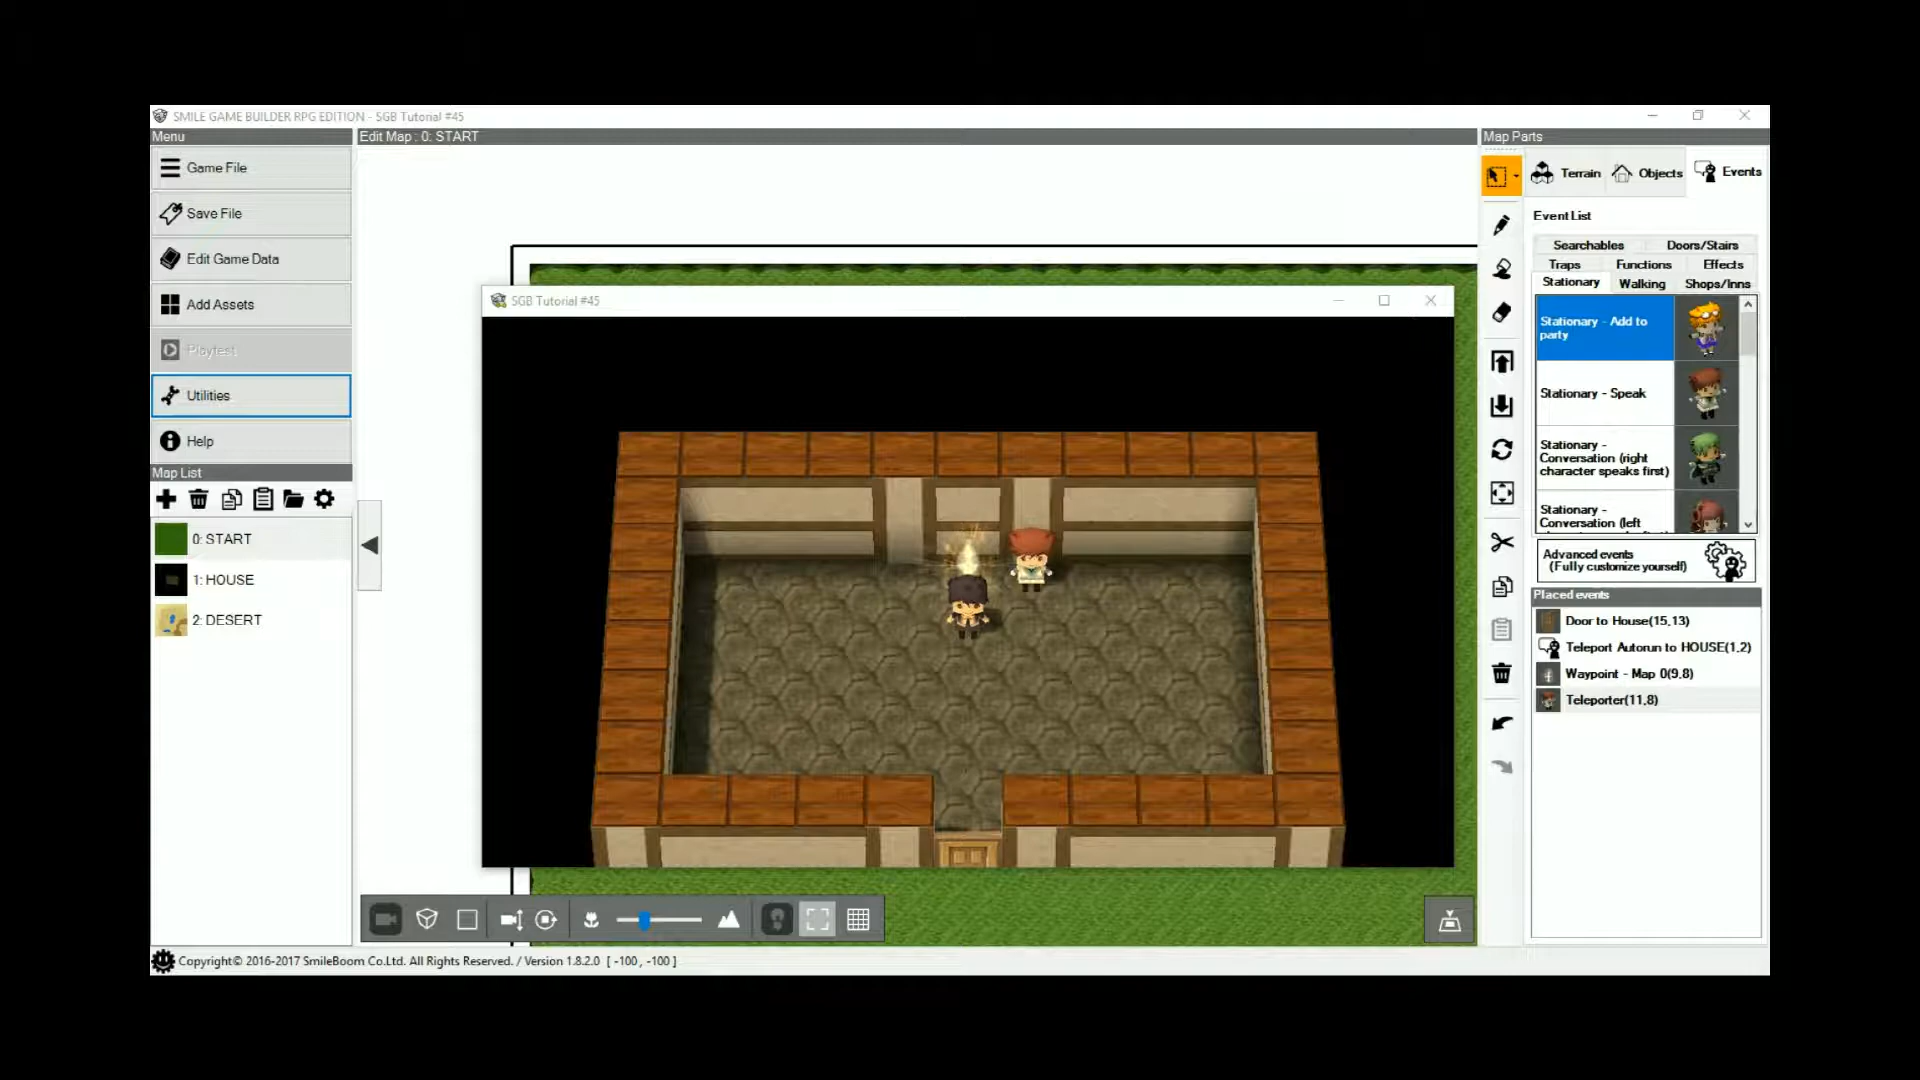 SMILE GAME BUILDER RPG EDITION - SGB Tutorial #45
Menu
Game File
Save File
Edit Game Data
Add Assets
Playtest
Utilities
Help
Map List
0: START
1: HOUSE
2: DESERT
Edit Map : 0: START
SGB Tutorial #45
Map Parts
Terrain
Objects
Events
Event List
Searchables
Doors/Stairs
Traps
Functions
Effects
Stationary
Walking
Shops/Inns
Stationary - Add to
party
Stationary - Speak
Stationary -
Conversation (right
character speaks first)
Stationary -
Conversation (left
Advanced events
(Fully customize yourself)
Placed events
Door to House(15,13)
Teleport Autorun to HOUSE(1,2)
Waypoint - Map 0(9,8)
Teleporter(11,8)
Copyright© 2016-2017 SmileBoom Co.Ltd. All Rights Reserved. / Version 1.8.2.0 [ -100 , -100 ]